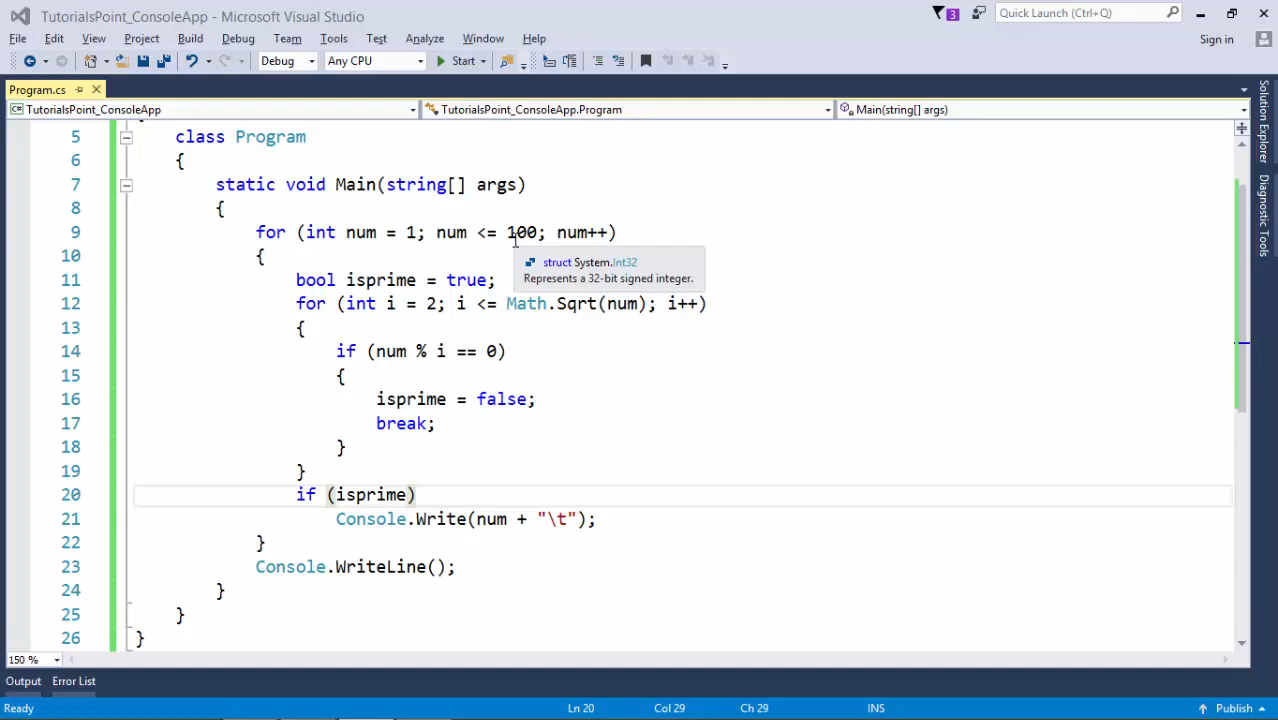 TutorialsPoint_ConsoleApp - Microsoft Visual Studio
3
Quick Launch (Ctrl+Q)
File Edit View Project Build Debug Team Tools Test Analyze Window Help
Sign in
Debug Any CPU Start
Program.cs
TutorialsPoint_ConsoleApp TutorialsPoint_ConsoleApp.Program Main(string[] args)
5 class Program
6 {
7 static void Main(string[] args)
8 {
9 for (int num = 1; num <= 100; num++)
10 {
struct System.Int32
Represents a 32-bit signed integer.
11 bool isprime = true;
12 for (int i = 2; i <= Math.Sqrt(num); i++)
13 {
14 if (num % i == 0)
15 {
16 isprime = false;
17 break;
18 }
19 }
20 if (isprime)
21 Console.Write(num + "\t");
22 }
23 Console.WriteLine();
24 }
25 }
26 }
Solution Explorer
Diagnostic Tools
150 %
Output Error List
Ready Ln 20 Col 29 Ch 29 INS Publish